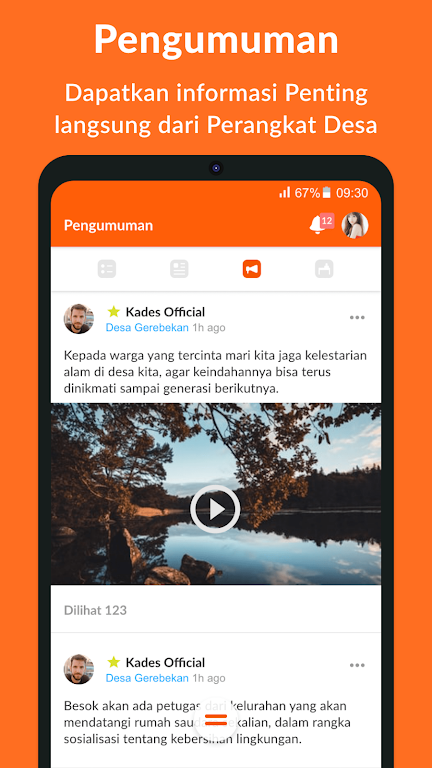 Pengumuman
Dapatkan informasi Penting
langsung dari Perangkat Desa
67% 09:30
Pengumuman
12
Kades Official
Desa Gerebekan 1h ago
Kepada warga yang tercinta mari kita jaga kelestarian
alam di desa kita, agar keindahannya bisa terus
dinikmati sampai generasi berikutnya.
Dilihat 123
Kades Official
Desa Gerebekan 1h ago
Besok akan ada petugas dari kelurahan yang akan
mendatangi rumah kalian, dalam rangka
sosialisasi tentang kebersihan lingkungan.